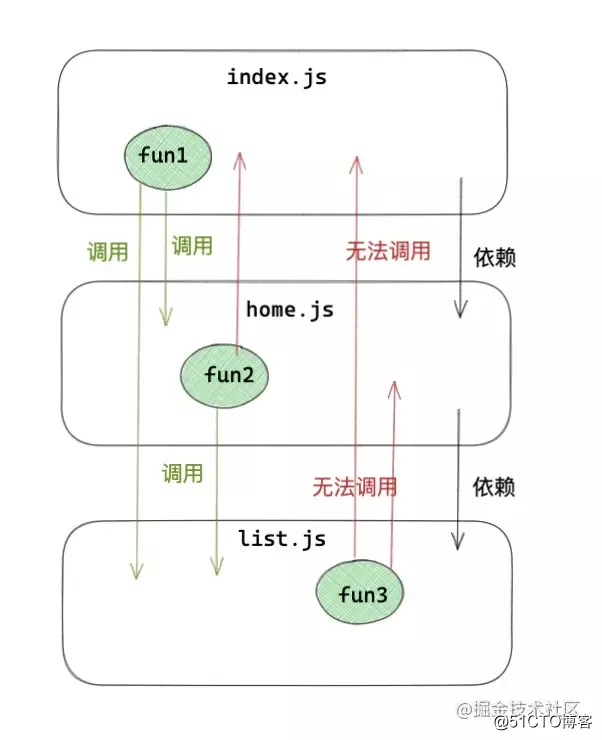 index.js
fun1
调用
调用
无法调用
依赖
home.js
fun2
调用
无法调用
依赖
list.js
fun3
@掘金技术社区
@51CTO博客